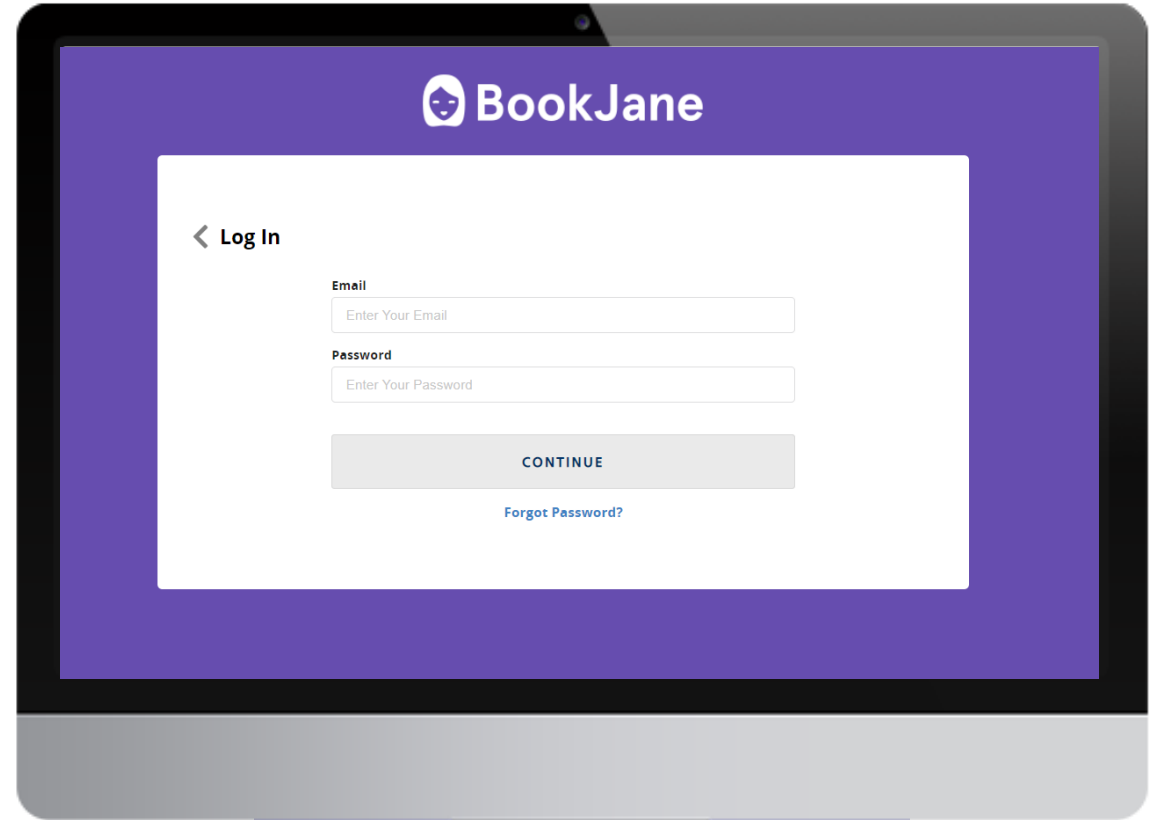 BookJane
Log In
Email
Enter Your Email
Password
Enter Your Password
CONTINUE
Forgot Password?